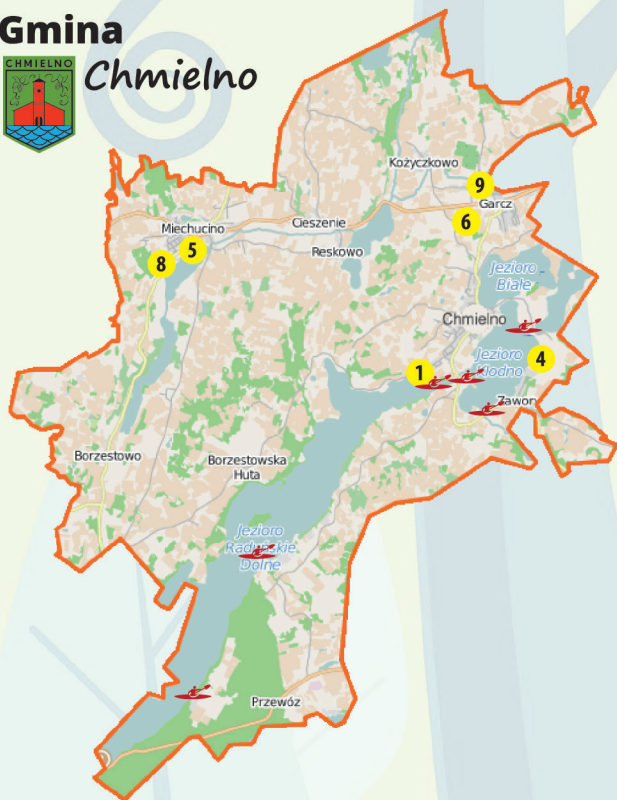 Gmina
CHMIELNO
Chmielno
Kożyczkowo
9
Garcz
6
Miechucino
Cieszenie
5
8
Reskowo
Jezioro
Białe
Chmielno
Jezioro
Kłodno
4
1
Zawory
Borzestowo
Borzestowska
Huta
Jezioro
Raduńskie
Dolne
Przewóz